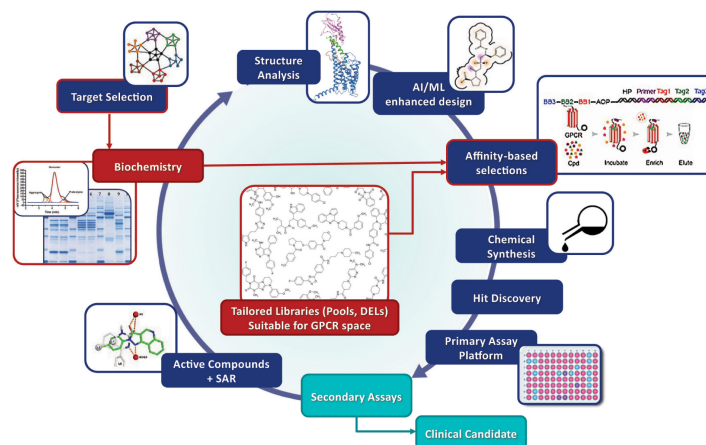 Structure
Analysis
AI/ML
enhanced design
Target Selection
HP Primer Tag1 Tag2 Tag3
BB3-BB2-BB1-AOP
GPCR
Cpd
Incubate
Enrich
Elute
Biochemistry
Affinity-based
selections
Chemical
Synthesis
Hit Discovery
Tailored Libraries (Pools, DELs)
Suitable for GPCR space
Primary Assay
Platform
Active Compounds
+ SAR
Secondary Assays
Clinical Candidate